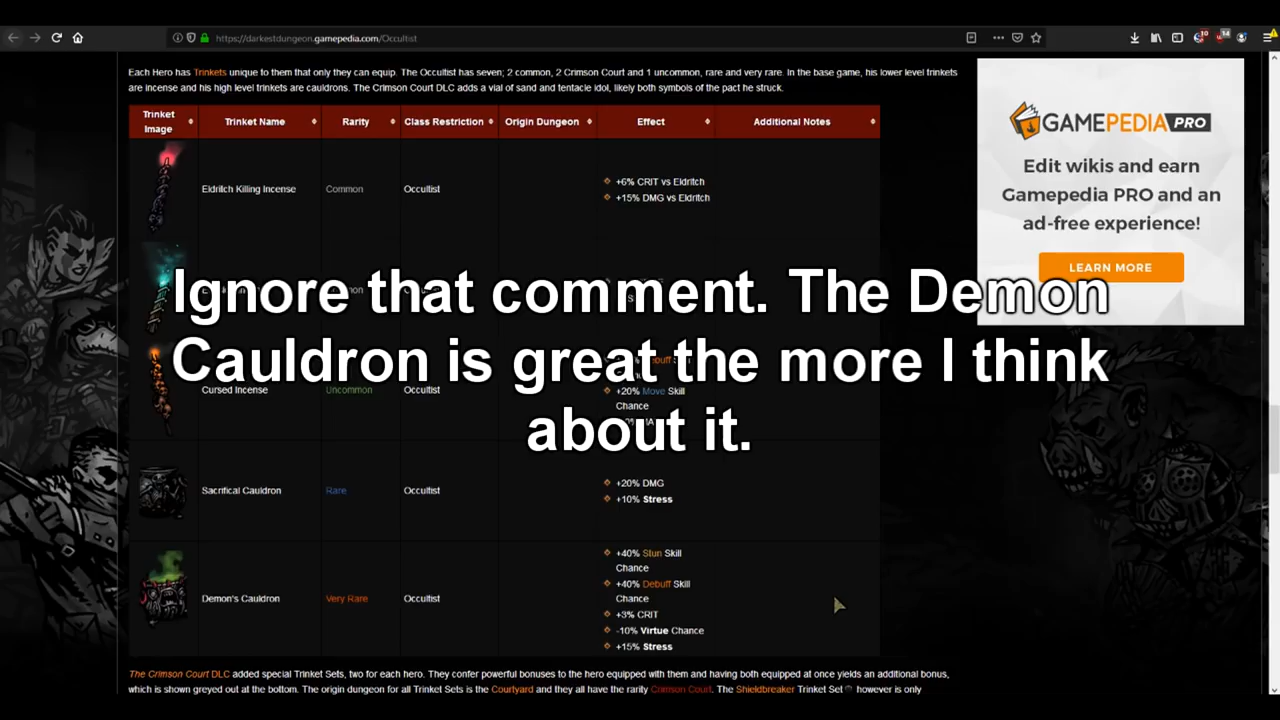 https://darkestdungeon.gamepedia.com/Occultist
Each Hero has Trinkets unique to them that only they can equip. The Occultist has seven; 2 common, 2 Crimson Court and 1 uncommon, rare and very rare. In the base game, his lower level trinkets
are incense and his high level trinkets are cauldrons. The Crimson Court DLC adds a vial of sand and tentacle idol, likely both symbols of the pact he struck.
Trinket Image Trinket Name Rarity Class Restriction Origin Dungeon Effect Additional Notes
Eldritch Killing Incense Common Occultist
+6% CRIT vs Eldritch
+15% DMG vs Eldritch
Ignore that comment. The Demon
Cauldron is great the more I think
about it.
Cursed Incense Uncommon Occultist
+20% Move Skill
Chance
Sacrifical Cauldron Rare Occultist
+20% DMG
+10% Stress
Demon's Cauldron Very Rare Occultist
+40% Stun Skill
Chance
+40% Debuff Skill
Chance
+3% CRIT
-10% Virtue Chance
+15% Stress
The Crimson Court DLC added special Trinket Sets, two for each hero. They confer powerful bonuses to the hero equipped with them and having both equipped at once yields an additional bonus,
which is shown greyed out at the bottom. The origin dungeon for all Trinket Sets is the Courtyard and they all have the rarity Crimson Court. The Shieldbreaker Trinket Set however is only
GAMEPEDIA PRO
Edit wikis and earn
Gamepedia PRO and an
ad-free experience!
LEARN MORE